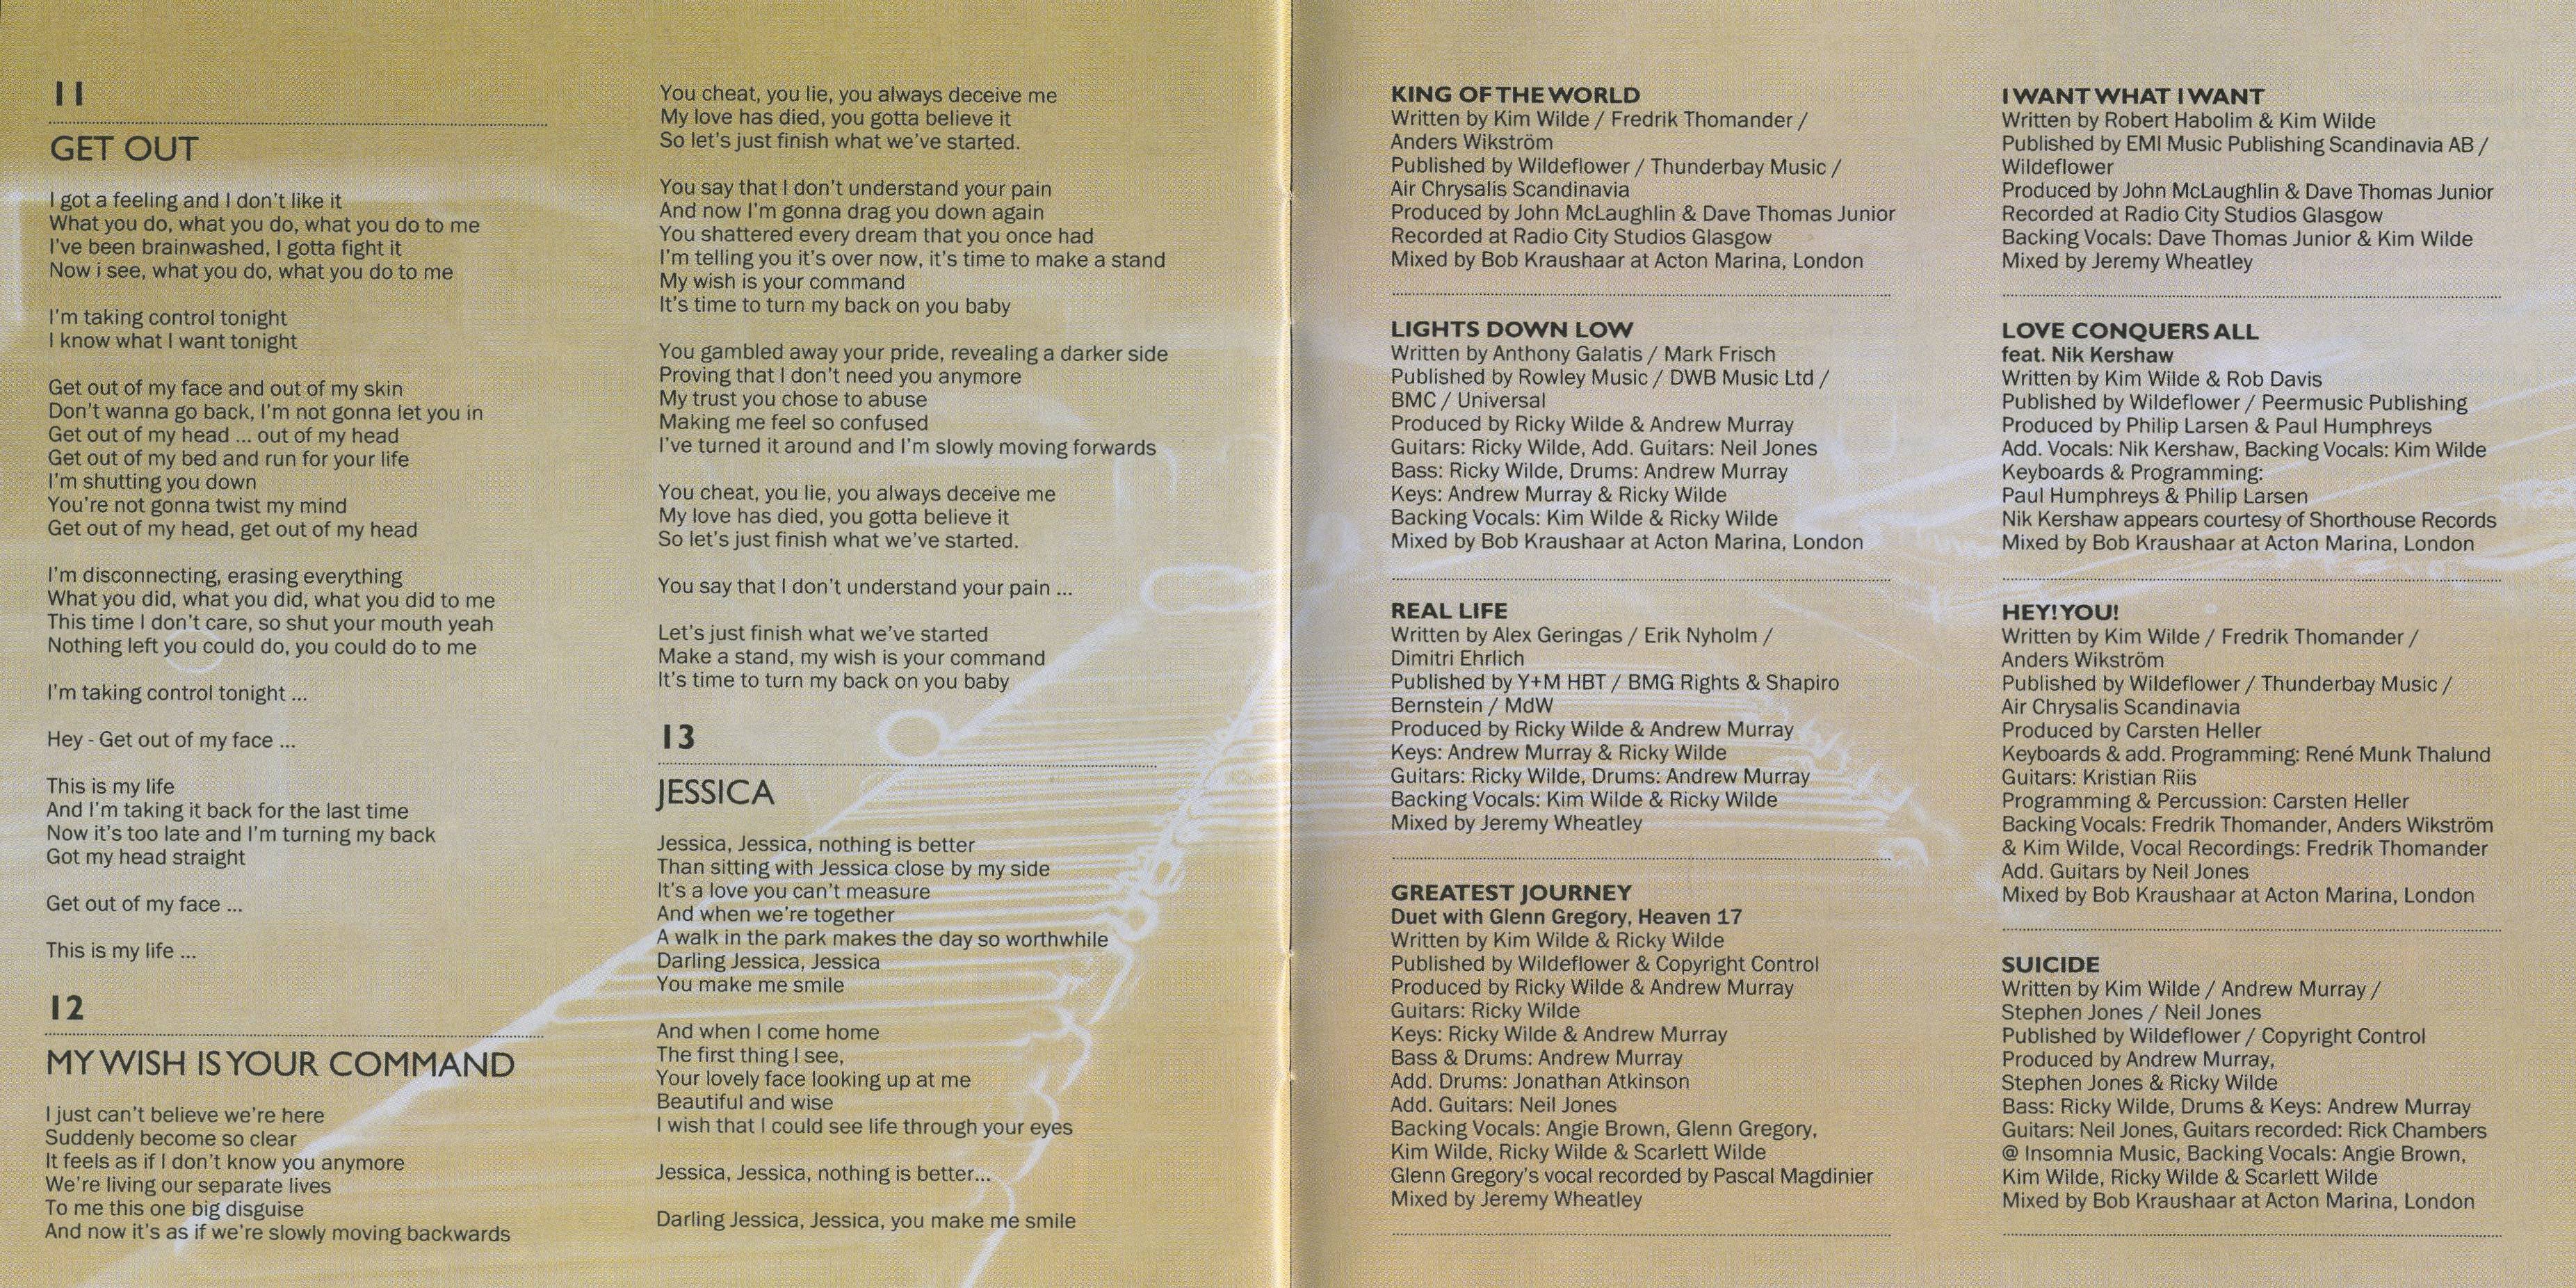 11
GET OUT
I got a feeling and I don't like it
What you do, what you do, what you do to me
I've been brainwashed, I gotta fight it
Now i see, what you do, what you do to me
I'm taking control tonight
I know what I want tonight
Get out of my face and out of my skin
Don't wanna go back, I'm not gonna let you in
Get out of my head ... out of my head
Get out of my bed and run for your life
I'm shutting you down
You're not gonna twist my mind
Get out of my head, get out of my head
I'm disconnecting, erasing everything
What you did, what you did, what you did to me
This time I don't care, so shut your mouth yeah
Nothing left you could do, you could do to me
I'm taking control tonight ...
Hey - Get out of my face ...
This is my life
And I'm taking it back for the last time
Now it's too late and I'm turning my back
Got my head straight
Get out of my face ...
This is my life ...
12
MY WISH IS YOUR COMMAND
I just can't believe we're here
Suddenly become so clear
It feels as if I don't know you anymore
We're living our separate lives
To me this one big disguise
And now it's as if we're slowly moving backwards
You cheat, you lie, you always deceive me
My love has died, you gotta believe it
So let's just finish what we've started.
You say that I don't understand your pain
And now I'm gonna drag you down again
You shattered every dream that you once had
I'm telling you it's over now, it's time to make a stand
My wish is your command
It's time to turn my back on you baby
You gambled away your pride, revealing a darker side
Proving that I don't need you anymore
My trust you chose to abuse
Making me feel so confused
I've turned it around and I'm slowly moving forwards
You cheat, you lie, you always deceive me
My love has died, you gotta believe it
So let's just finish what we've started.
You say that I don't understand your pain ...
Let's just finish what we've started
Make a stand, my wish is your command
It's time to turn my back on you baby
13
JESSICA
Jessica, Jessica, nothing is better
Than sitting with Jessica close by my side
It's a love you can't measure
And when we're together
A walk in the park makes the day so worthwhile
Darling Jessica, Jessica
You make me smile
And when I come home
The first thing I see,
Your lovely face looking up at me
Beautiful and wise
I wish that I could see life through your eyes
Jessica, Jessica, nothing is better...
Darling Jessica, Jessica, you make me smile
KING OF THE WORLD
Written by Kim Wilde / Fredrik Thomander /
Anders Wikström
Published by Wildeflower / Thunderbay Music /
Air Chrysalis Scandinavia
Produced by John McLaughlin & Dave Thomas Junior
Recorded at Radio City Studios Glasgow
Mixed by Bob Kraushaar at Acton Marina, London
LIGHTS DOWN LOW
Written by Anthony Galatis / Mark Frisch
Published by Rowley Music / DWB Music Ltd /
BMC / Universal
Produced by Ricky Wilde & Andrew Murray
Guitars: Ricky Wilde, Add. Guitars: Neil Jones
Bass: Ricky Wilde, Drums: Andrew Murray
Keys: Andrew Murray & Ricky Wilde
Backing Vocals: Kim Wilde & Ricky Wilde
Mixed by Bob Kraushaar at Acton Marina, London
REAL LIFE
Written by Alex Geringas / Erik Nyholm /
Dimitri Ehrlich
Published by Y+M HBT / BMG Rights & Shapiro
Bernstein / MdW
Produced by Ricky Wilde & Andrew Murray
Keys: Andrew Murray & Ricky Wilde
Guitars: Ricky Wilde, Drums: Andrew Murray
Backing Vocals: Kim Wilde & Ricky Wilde
Mixed by Jeremy Wheatley
GREATEST JOURNEY
Duet with Glenn Gregory, Heaven 17
Written by Kim Wilde & Ricky Wilde
Published by Wildeflower & Copyright Control
Produced by Ricky Wilde & Andrew Murray
Guitars: Ricky Wilde
Keys: Ricky Wilde & Andrew Murray
Bass & Drums: Andrew Murray
Add. Drums: Jonathan Atkinson
Add. Guitars: Neil Jones
Backing Vocals: Angie Brown, Glenn Gregory,
Kim Wilde, Ricky Wilde & Scarlett Wilde
Glenn Gregory's vocal recorded by Pascal Magdinier
Mixed by Jeremy Wheatley
I WANT WHAT I WANT
Written by Robert Habolim & Kim Wilde
Published by EMI Music Publishing Scandinavia AB /
Wildeflower
Produced by John McLaughlin & Dave Thomas Junior
Recorded at Radio City Studios Glasgow
Backing Vocals: Dave Thomas Junior & Kim Wilde
Mixed by Jeremy Wheatley
LOVE CONQUERS ALL
feat. Nik Kershaw
Written by Kim Wilde & Rob Davis
Published by Wildeflower / Peermusic Publishing
Produced by Philip Larsen & Paul Humphreys
Add. Vocals: Nik Kershaw, Backing Vocals: Kim Wilde
Keyboards & Programming:
Paul Humphreys & Philip Larsen
Nik Kershaw appears courtesy of Shorthouse Records
Mixed by Bob Kraushaar at Acton Marina, London
HEY! YOU!
Written by Kim Wilde / Fredrik Thomander /
Anders Wikström
Published by Wildeflower / Thunderbay Music /
Air Chrysalis Scandinavia
Produced by Carsten Heller
Keyboards & add. Programming: René Munk Thalund
Guitars: Kristian Riis
Programming & Percussion: Carsten Heller
Backing Vocals: Fredrik Thomander, Anders Wikström
& Kim Wilde, Vocal Recordings: Fredrik Thomander
Add. Guitars by Neil Jones
Mixed by Bob Kraushaar at Acton Marina, London
SUICIDE
Written by Kim Wilde / Andrew Murray /
Stephen Jones / Neil Jones
Published by Wildeflower / Copyright Control
Produced by Andrew Murray,
Stephen Jones & Ricky Wilde
Bass: Ricky Wilde, Drums & Keys: Andrew Murray
Guitars: Neil Jones, Guitars recorded: Rick Chambers
@ Insomnia Music, Backing Vocals: Angie Brown,
Kim Wilde, Ricky Wilde & Scarlett Wilde
Mixed by Bob Kraushaar at Acton Marina, London